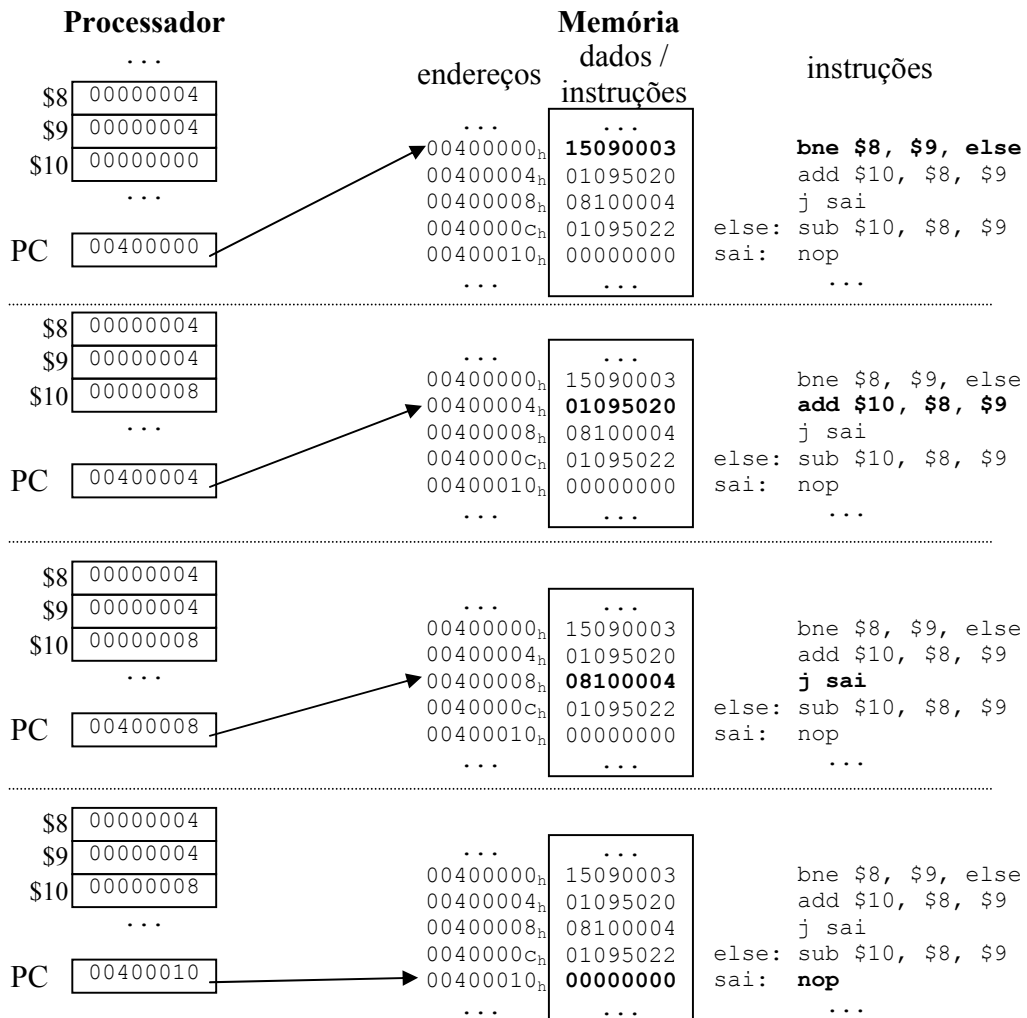 Processador Memória
... endereços dados / instruções
instruções
$8 00000004
$9 00000004
$10 00000000
...
PC 00400000
... ...
00400000h 15090003 bne $8, $9, else
00400004h 01095020 add $10, $8, $9
00400008h 08100004 j sai
0040000ch 01095022 else: sub $10, $8, $9
00400010h 00000000 sai: nop
... ... ...
$8 00000004
$9 00000004
$10 00000008
...
PC 00400004
... ...
00400000h 15090003 bne $8, $9, else
00400004h 01095020 add $10, $8, $9
00400008h 08100004 j sai
0040000ch 01095022 else: sub $10, $8, $9
00400010h 00000000 sai: nop
... ... ...
$8 00000004
$9 00000004
$10 00000008
...
PC 00400008
... ...
00400000h 15090003 bne $8, $9, else
00400004h 01095020 add $10, $8, $9
00400008h 08100004 j sai
0040000ch 01095022 else: sub $10, $8, $9
00400010h 00000000 sai: nop
... ... ...
$8 00000004
$9 00000004
$10 00000008
...
PC 00400010
... ...
00400000h 15090003 bne $8, $9, else
00400004h 01095020 add $10, $8, $9
00400008h 08100004 j sai
0040000ch 01095022 else: sub $10, $8, $9
00400010h 00000000 sai: nop
... ... ...